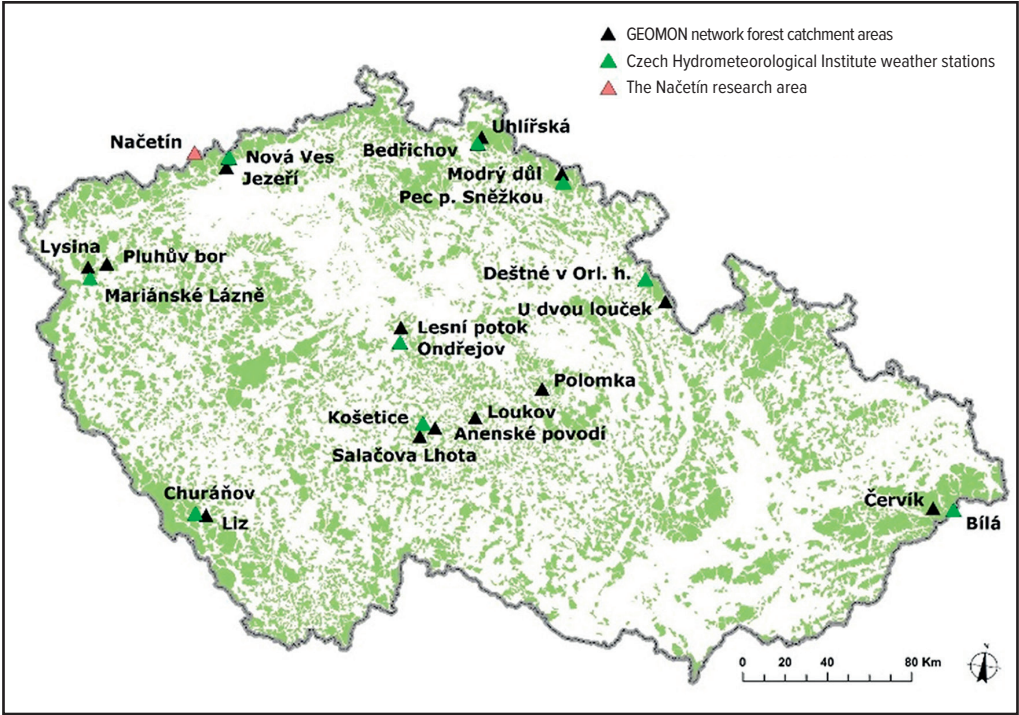 GEOMON network forest catchment areas
Czech Hydrometeorological Institute weather stations
The Načetín research area
Uhlířská
Načetín
Bedřichov
Nová Ves
Jezeří
Modrý důl
Pec p. Sněžkou
Lysina
Pluhův bor
Mariánské Lázně
Deštné v Orl. h.
U dvou louček
Lesní potok
Ondřejov
Polomka
Košetice
Loukov
Anenské povodí
Salačova Lhota
Churáňov
Liz
Červík
Bílá
N
0 20 40 80 Km